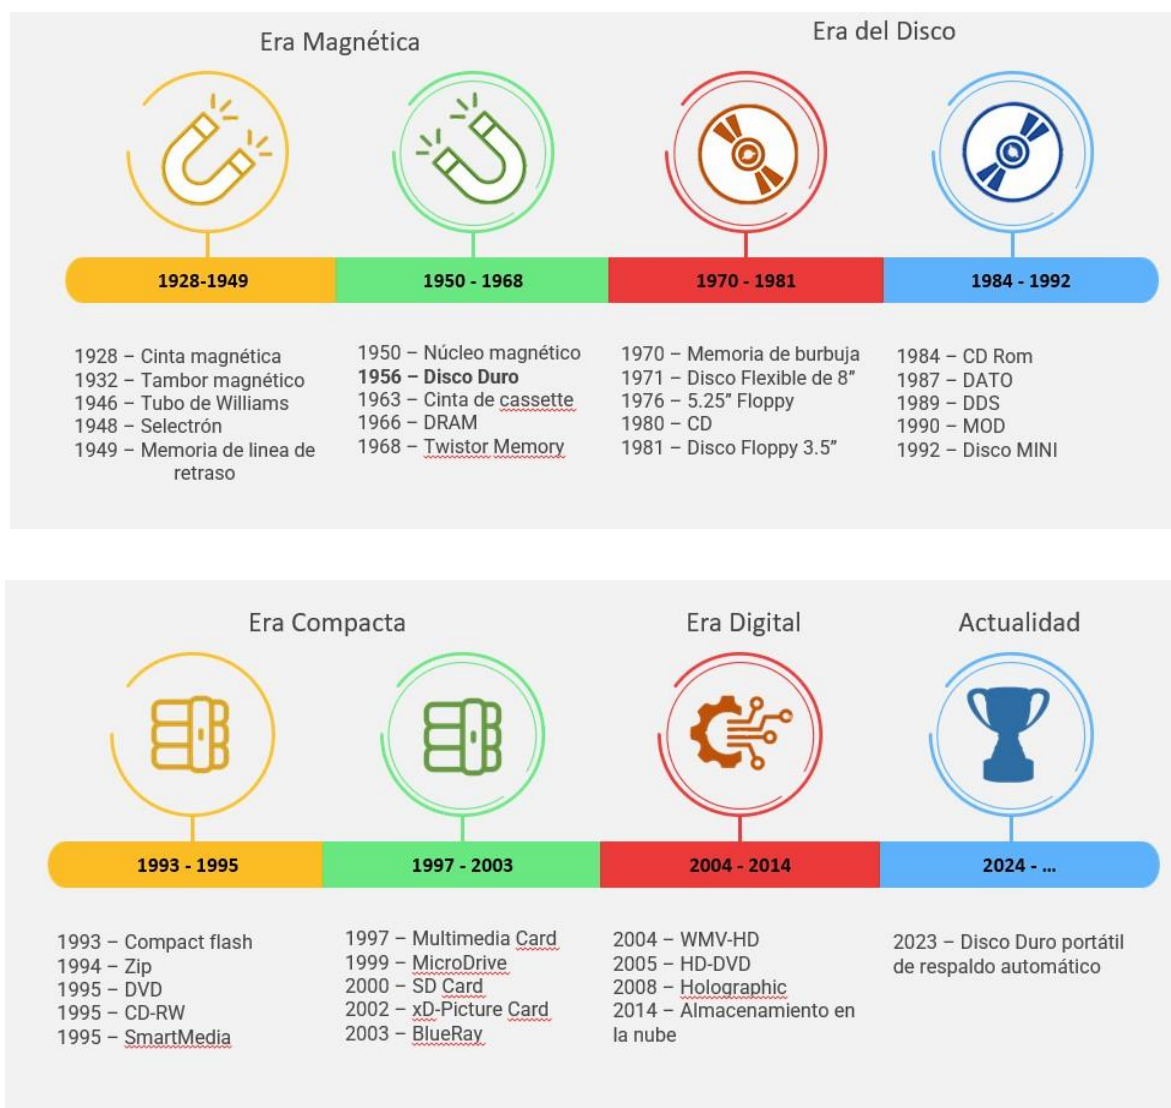 Era Magnética
Era del Disco
1928-1949
1950 - 1968
1970 - 1981
1984 - 1992
1928 – Cinta magnética
1932 – Tambor magnético
1946 – Tubo de Williams
1948 – Selectrón
1949 – Memoria de linea de
retraso
1950 – Núcleo magnético
1956 – Disco Duro
1963 – Cinta de cassette
1966 – DRAM
1968 – Twistor Memory
1970 – Memoria de burbuja
1971 – Disco Flexible de 8”
1976 – 5.25” Floppy
1980 – CD
1981 – Disco Floppy 3.5”
1984 – CD Rom
1987 – DATO
1989 – DDS
1990 – MOD
1992 – Disco MINI
Era Compacta
Era Digital
Actualidad
1993 - 1995
1997 - 2003
2004 - 2014
2024 - ...
1993 – Compact flash
1994 – Zip
1995 – DVD
1995 – CD-RW
1995 – SmartMedia
1997 – Multimedia Card
1999 – MicroDrive
2000 – SD Card
2002 – xD-Picture Card
2003 – BlueRay
2004 – WMV-HD
2005 – HD-DVD
2008 – Holographic
2014 – Almacenamiento en
la nube
2023 – Disco Duro portátil
de respaldo automático